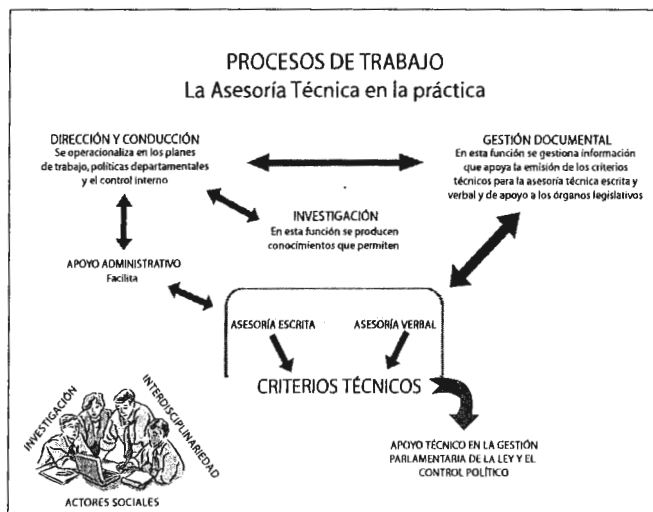 PROCESOS DE TRABAJO
La Asesoría Técnica en la práctica
DIRECCIÓN Y CONDUCCIÓN
Se operacionaliza en los planes
de trabajo, políticas departamentales
y el control interno
GESTIÓN DOCUMENTAL
En esta función se gestiona información
que apoya la emisión de los criterios
técnicos para la asesoría técnica escrita y
verbal y de apoyo a los órganos legislativos
INVESTIGACIÓN
En esta función se producen
conocimientos que permiten
APOYO ADMINISTRATIVO
Facilita
ASESORÍA ESCRITA
ASESORÍA VERBAL
CRITERIOS TÉCNICOS
APOYO TÉCNICO EN LA GESTIÓN
PARLAMENTARIA DE LA LEY Y EL
CONTROL POLÍTICO
INVESTIGACIÓN
INTERDISCIPLINARIEDAD
ACTORES SOCIALES